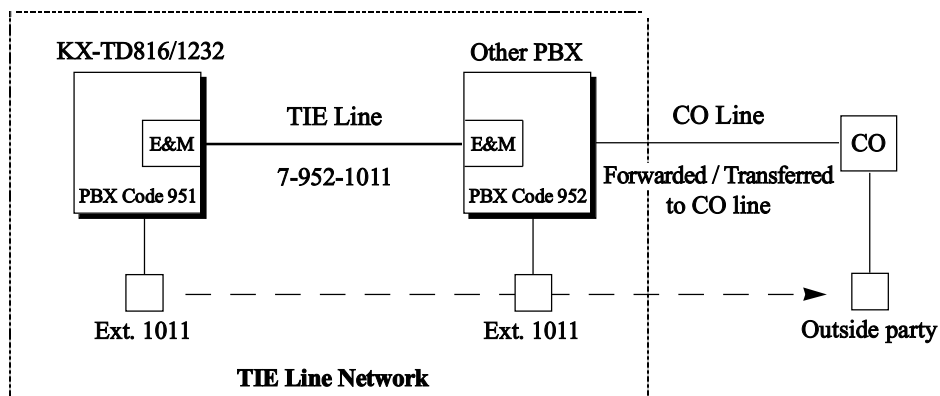 KX-TD816/1232
Other PBX
TIE Line
CO Line
E&M
E&M
CO
7-952-1011
Forwarded / Transferred
to CO line
PBX Code 951
PBX Code 952
Ext. 1011
Ext. 1011
Outside party
TIE Line Network